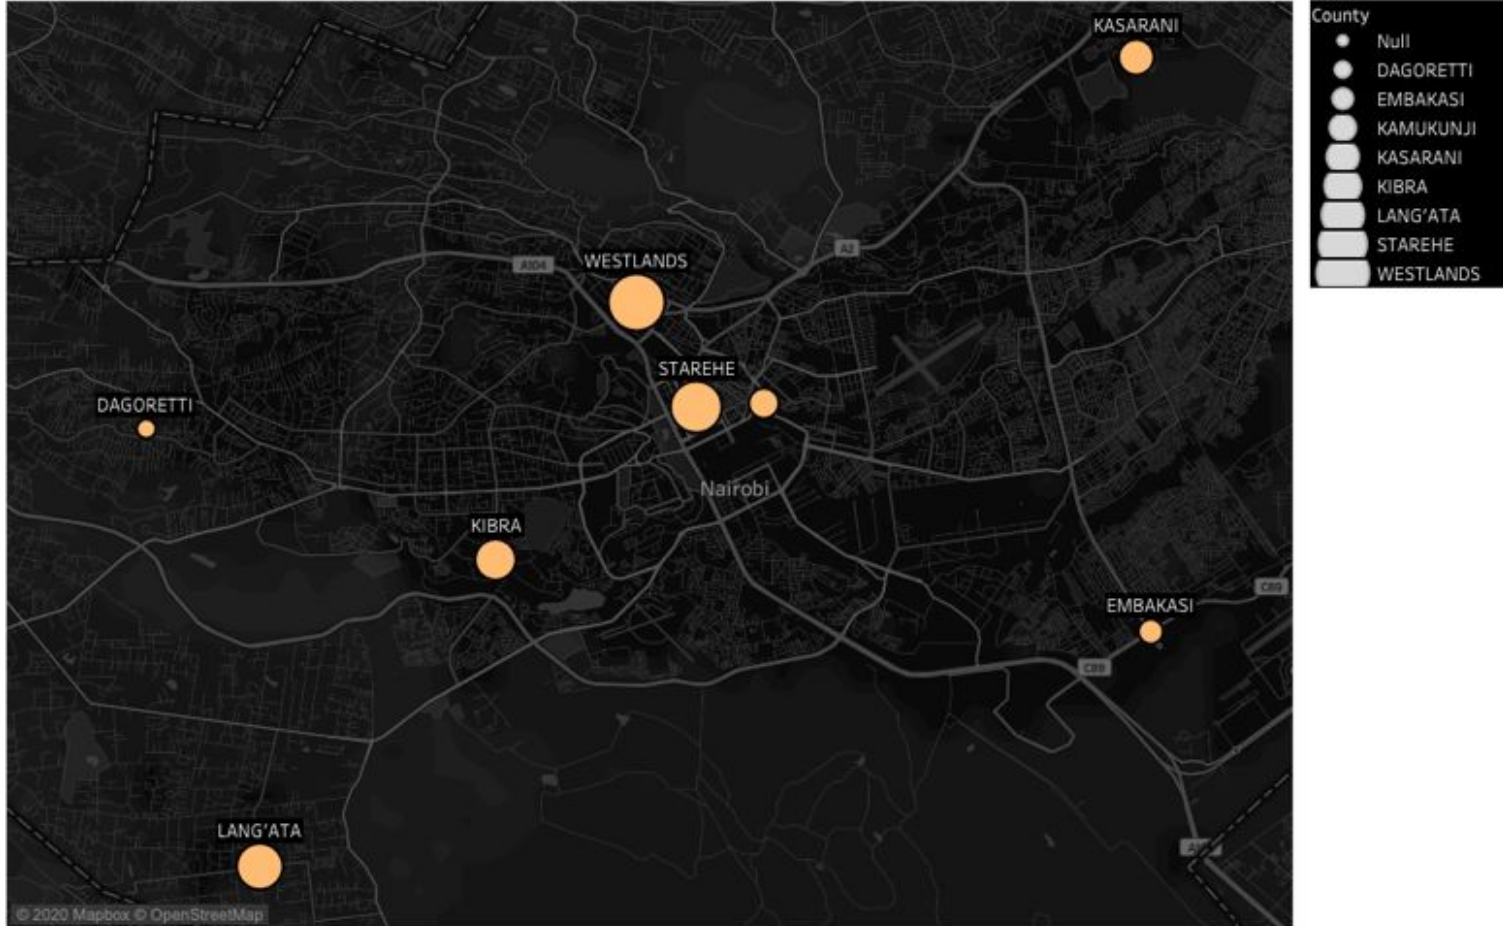 KASARANI
WESTLANDS
A104
A2
STAREHE
DAGORETTI
Nairobi
KIBRA
EMBAKASI
C89
C89
LANG'ATA
© 2020 Mapbox © OpenStreetMap
County
Null
DAGORETTI
EMBAKASI
KAMUKUNJI
KASARANI
KIBRA
LANG'ATA
STAREHE
WESTLANDS